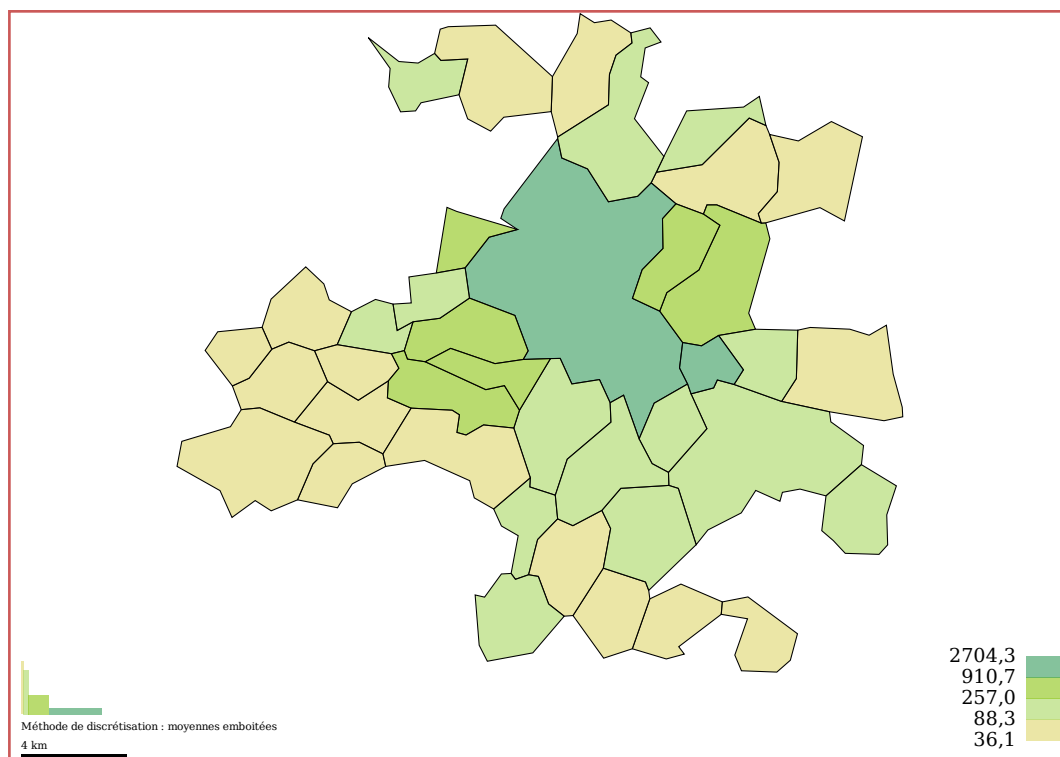 2704,3
910,7
257,0
88,3
36,1
Méthode de discrétisation : moyennes emboitées
4 km